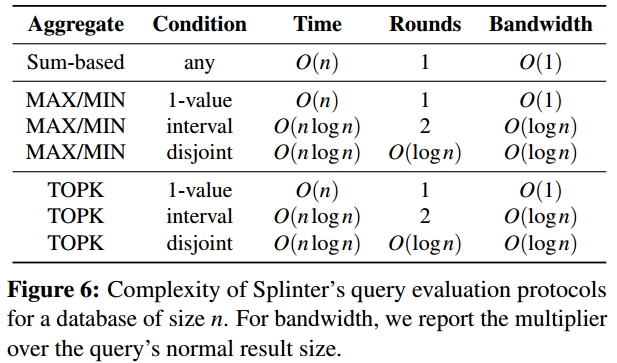 Aggregate Condition Time Rounds Bandwidth
Sum-based any O(n) 1 O(1)
MAX/MIN 1-value O(n) 1 O(1)
MAX/MIN interval O(n log n) 2 O(log n)
MAX/MIN disjoint O(n log n) O(log n) O(log n)
TOPK 1-value O(n) 1 O(1)
TOPK interval O(n log n) 2 O(log n)
TOPK disjoint O(n log n) O(log n) O(log n)
Figure 6: Complexity of Splinter's query evaluation protocols
for a database of size n. For bandwidth, we report the multiplier
over the query's normal result size.